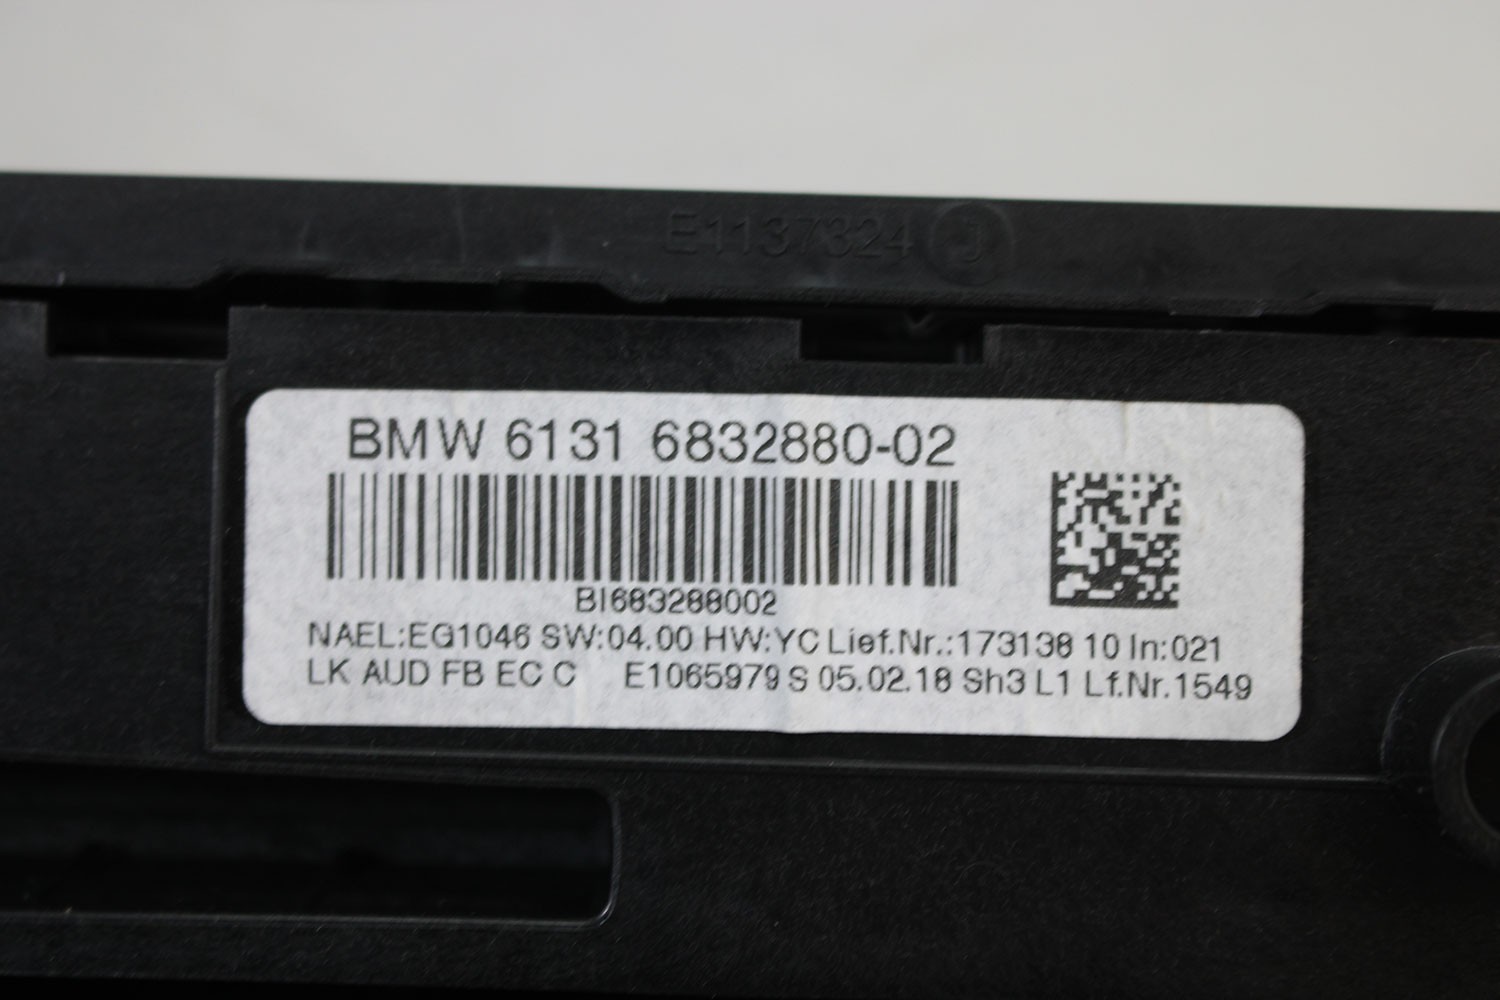 E1137324 J
BMW 6131 6832880-02
BI683288002
NAEL:EG1046 SW:04.00 HW:YC Lief.Nr.:173138 10 In:021
LK AUD FB EC C E1065979 S 05.02.18 Sh3 L1 Lf.Nr.1549